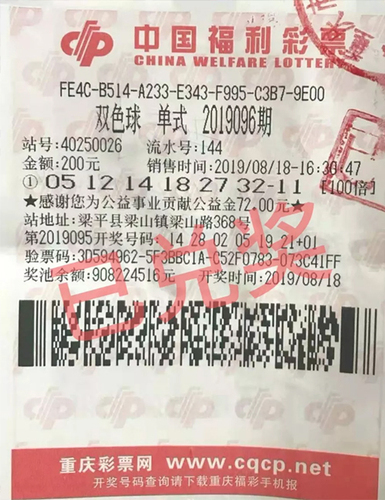 中国福利彩票
CHINA WELFARE LOTTERY
FE4C-B514-A233-E343-F995-C3B7-9E00
双色球 单式 2019096期
站号:40250026 流水号:144
金额:200元 销售时间:2019/08/18-16:30:47
① 05 12 14 18 27 32-11 [100倍]
★感谢您为公益事业贡献公益金72.00元★
站地址:梁平县梁山镇梁山路368号
第2019095开奖号码:14 28 02 05 19 21+01
验票码:3D594962-5F3BBC1A-C52F0783-073C41FF
奖池余额:908224516元 开奖时间:2019/08/18
已兑奖
重庆彩票网 www.cqcp.net
开奖号码查询请下载重庆福彩手机报